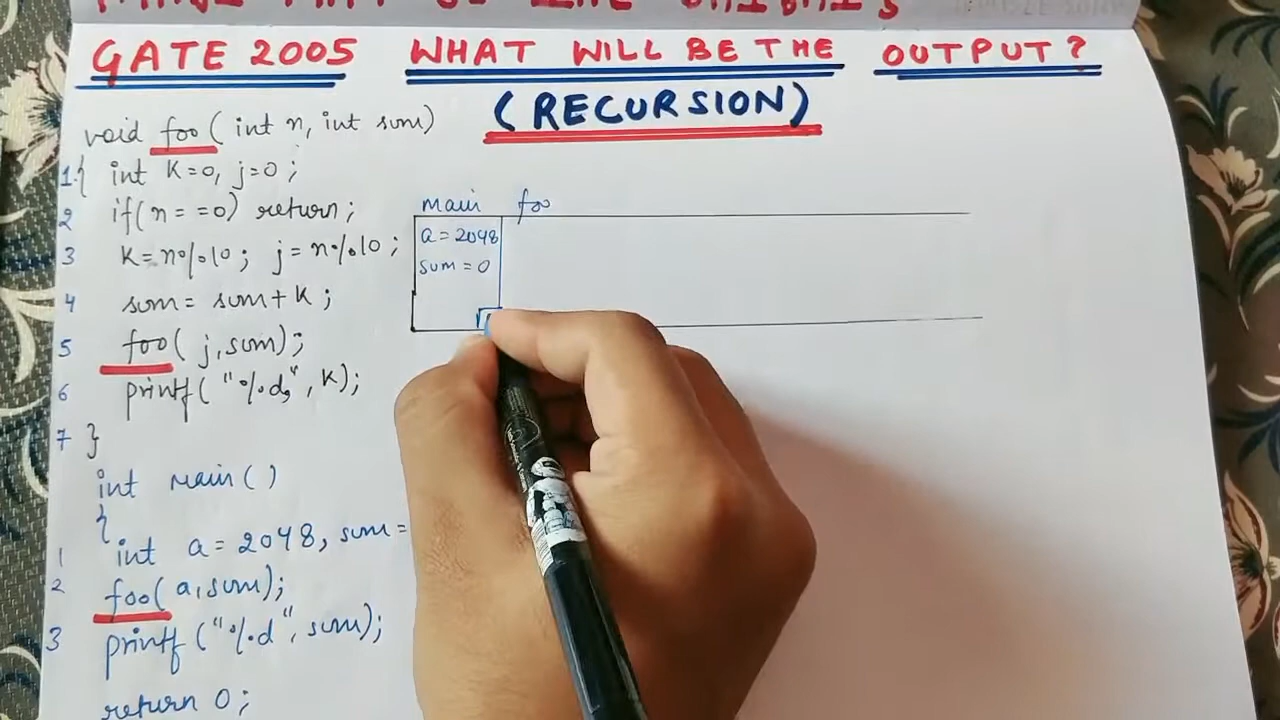 GATE 2005 WHAT WILL BE THE OUTPUT?
(RECURSION)
void foo( int n, int sum)
1 { int K=0, j=0;
2 if(n==0) return;
3 K=n%10; j=n%10;
4 sum= sum+K;
5 foo( j, sum);
6 printf( "%d,", K);
7 }
int main()
{
1 int a=2048, sum=
2 foo( a, sum);
3 printf("%d", sum);
return 0;
main foo
a=2048
sum=0